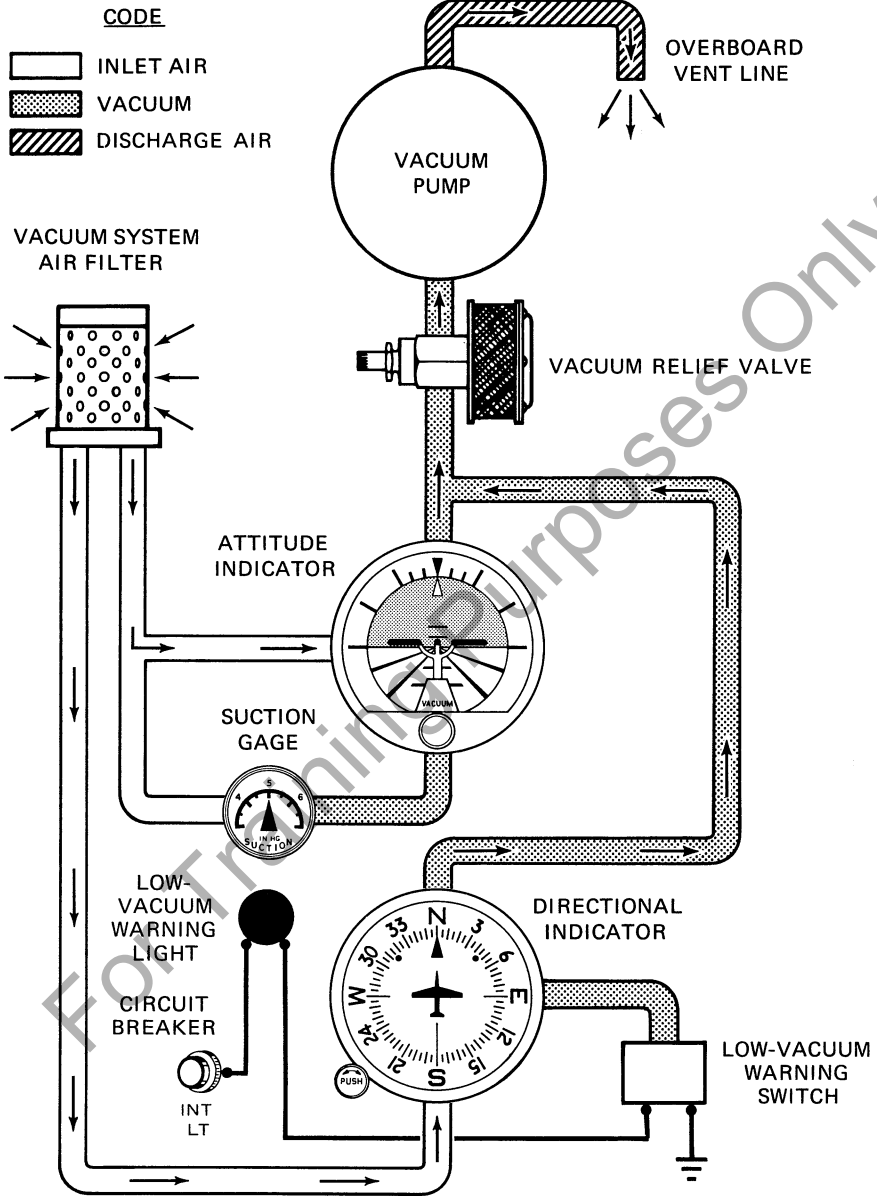 CODE
INLET AIR
VACUUM
DISCHARGE AIR
OVERBOARD
VENT LINE
VACUUM
PUMP
VACUUM SYSTEM
AIR FILTER
VACUUM RELIEF VALVE
ATTITUDE
INDICATOR
VACUUM
SUCTION
GAGE
4 5 6
IN HG
SUCTION
LOW-
VACUUM
WARNING
LIGHT
DIRECTIONAL
INDICATOR
N 3 6 E 12 15 S 21 24 W 30 33
PUSH
CIRCUIT
BREAKER
INT
LT
LOW-VACUUM
WARNING
SWITCH
For Training Purposes Only